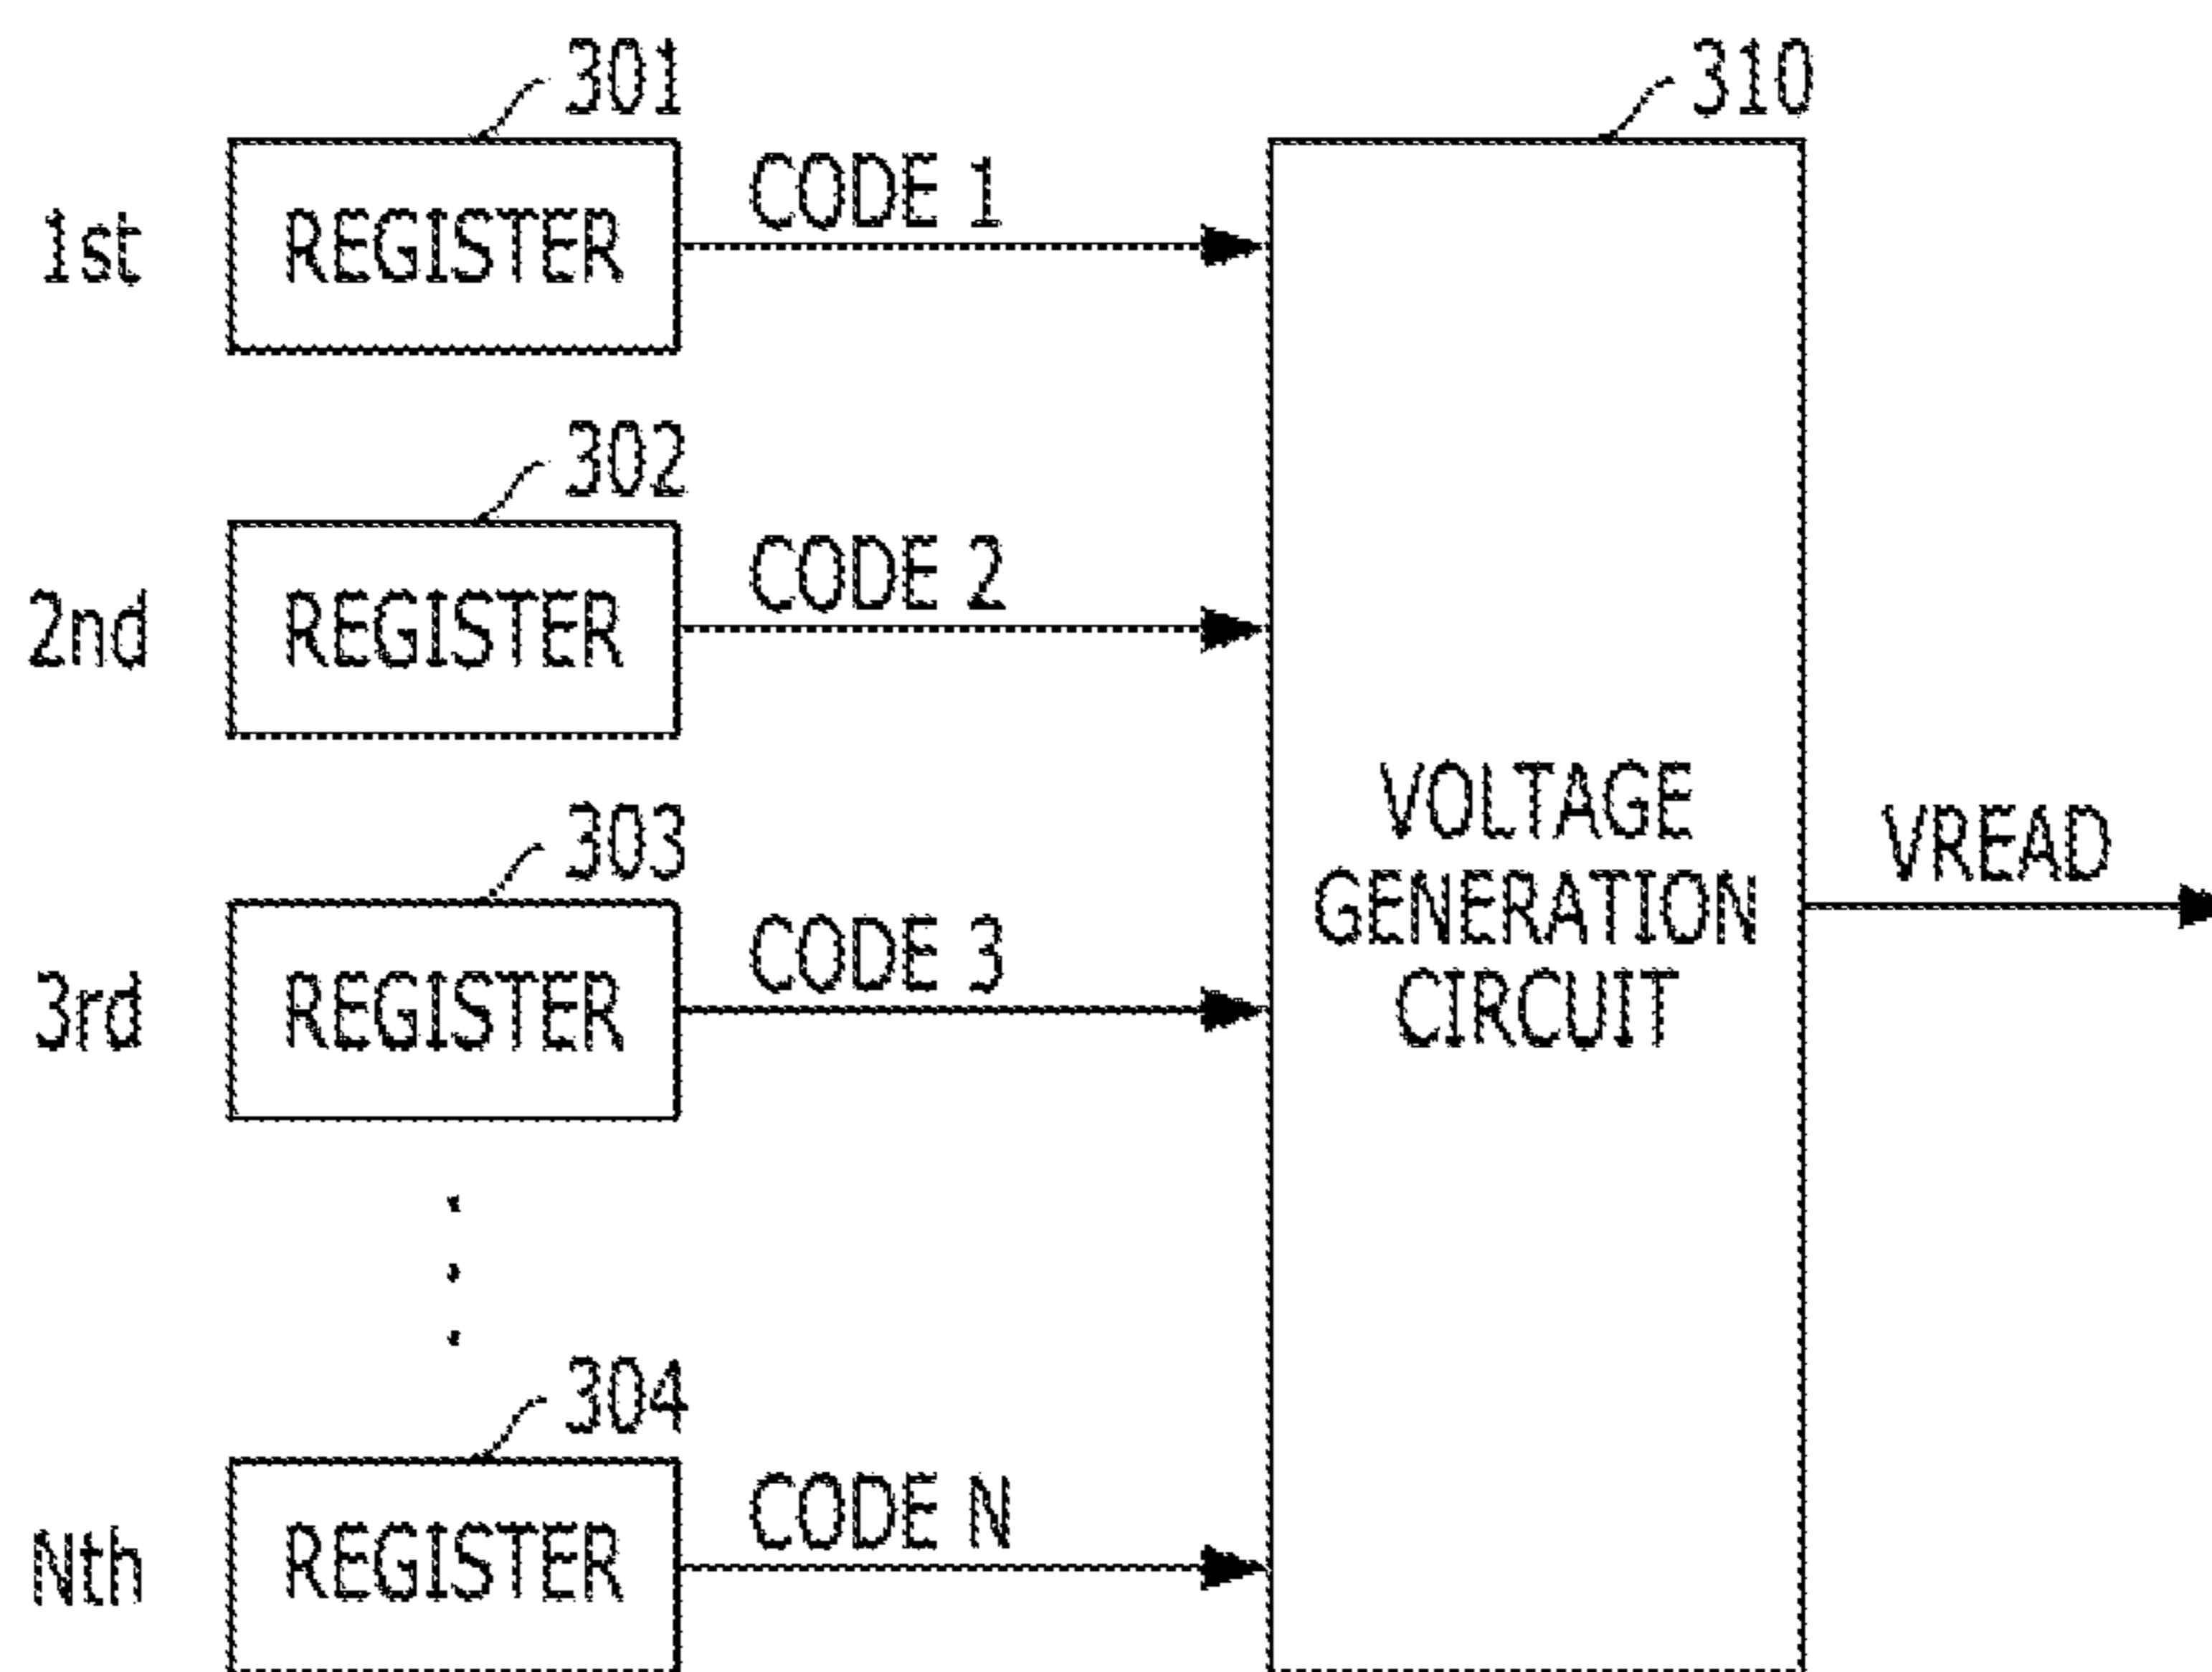 301
310
1st
REGISTER
CODE 1
302
2nd
REGISTER
CODE 2
303
3rd
REGISTER
CODE 3
VOLTAGE
GENERATION
CIRCUIT
VREAD
304
Nth
REGISTER
CODE N